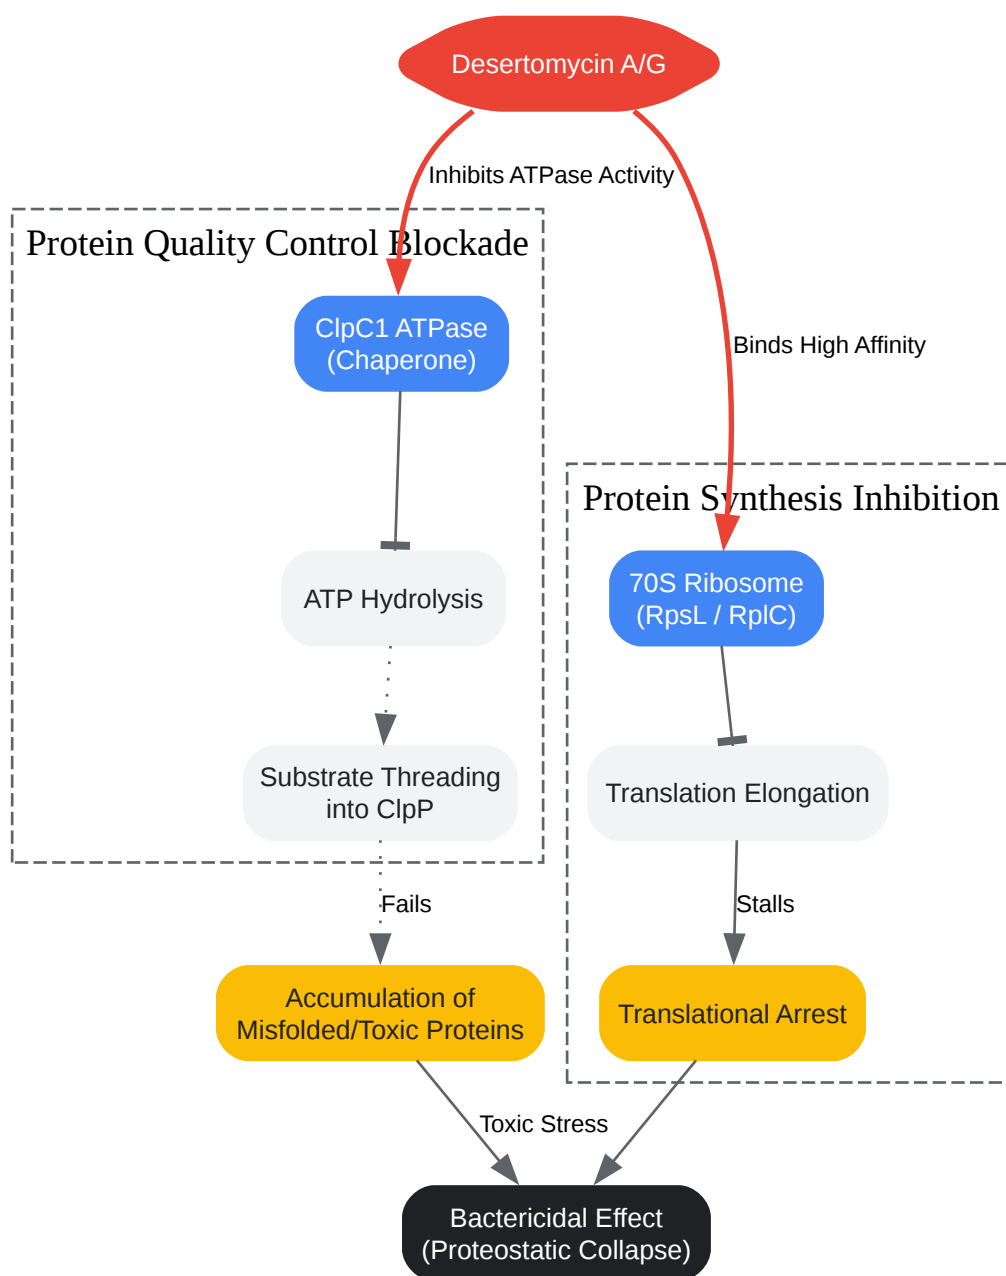 Desertomycin A/G
Inhibits ATPase Activity
Protein Quality Control Blockade
ClpC1 ATPase
(Chaperone)
Binds High Affinity
Protein Synthesis Inhibition
ATP Hydrolysis
70S Ribosome
(RpsL / RplC)
Substrate Threading
into ClpP
Translation Elongation
Fails
Stalls
Accumulation of
Misfolded/Toxic Proteins
Translational Arrest
Toxic Stress
Bactericidal Effect
(Proteostatic Collapse)